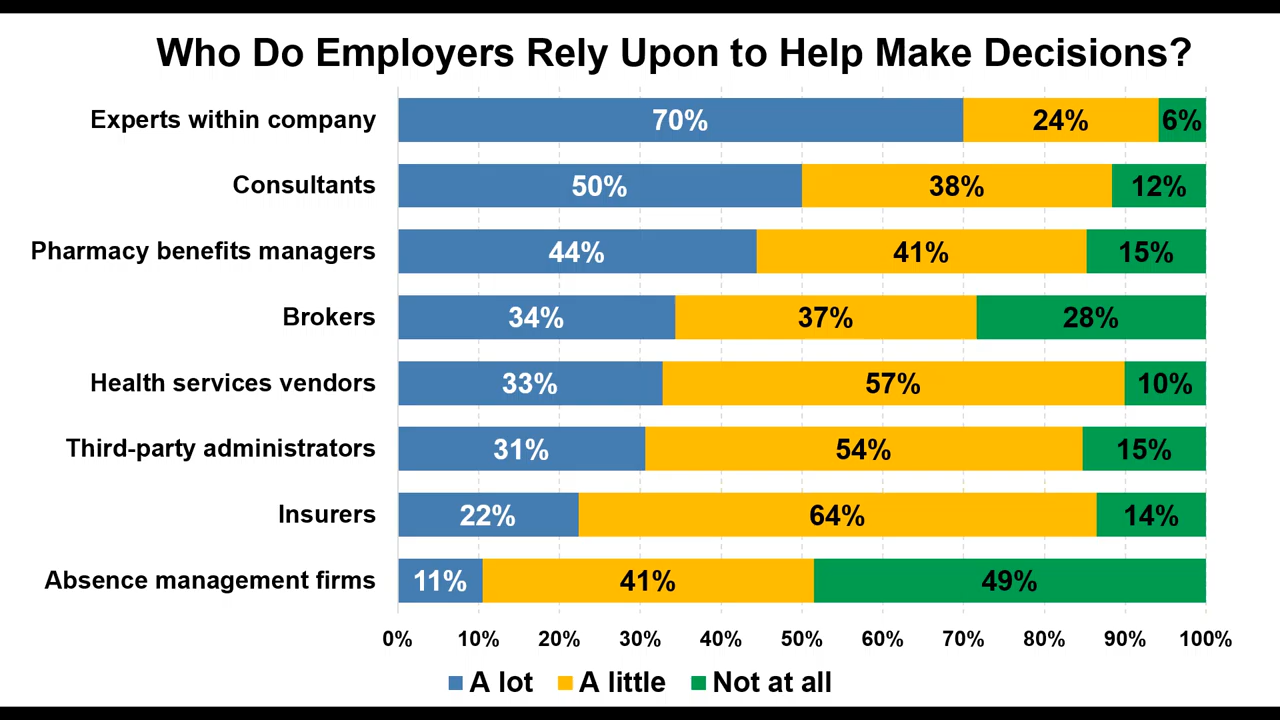 Who Do Employers Rely Upon to Help Make Decisions?
Experts within company 70% 24% 6%
Consultants 50% 38% 12%
Pharmacy benefits managers 44% 41% 15%
Brokers 34% 37% 28%
Health services vendors 33% 57% 10%
Third-party administrators 31% 54% 15%
Insurers 22% 64% 14%
Absence management firms 11% 41% 49%
0% 10% 20% 30% 40% 50% 60% 70% 80% 90% 100%
A lot A little Not at all